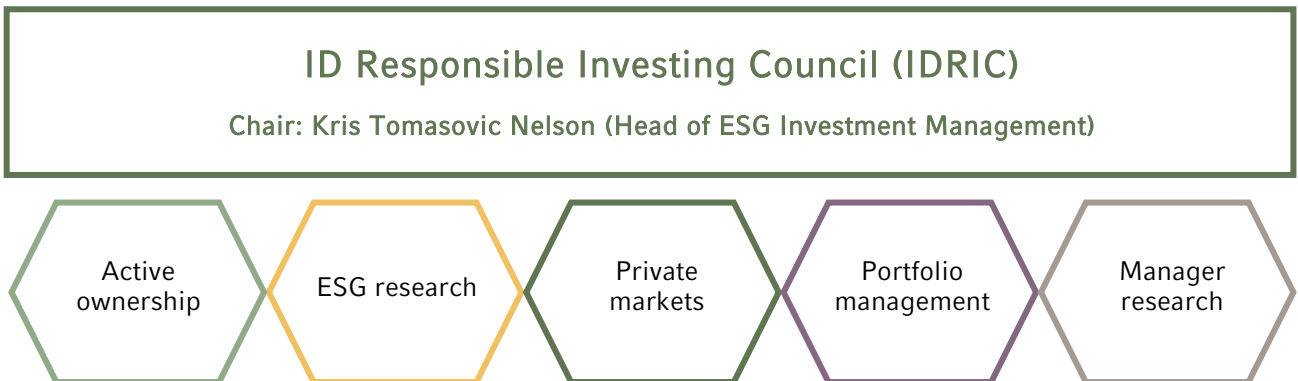 ID Responsible Investing Council (IDRIC)
Chair: Kris Tomasovic Nelson (Head of ESG Investment Management)
Active
ownership
ESG research
Private
markets
Portfolio
management
Manager
research